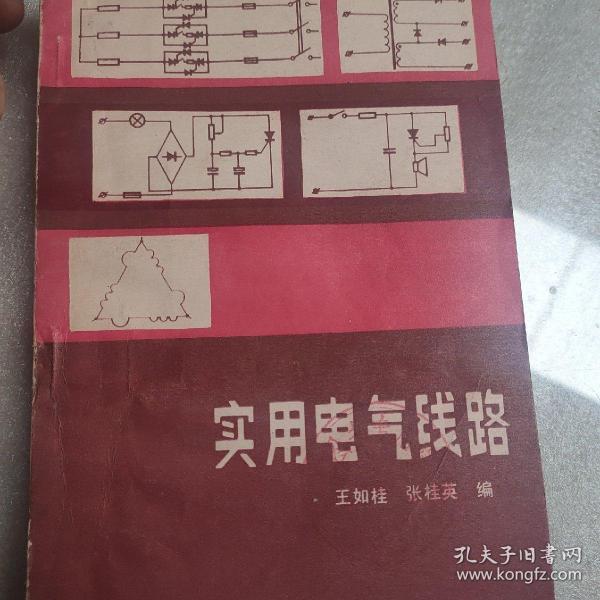 实用电气线路
王如桂 张桂英 编
孔夫子旧书网
www.kongfz.com